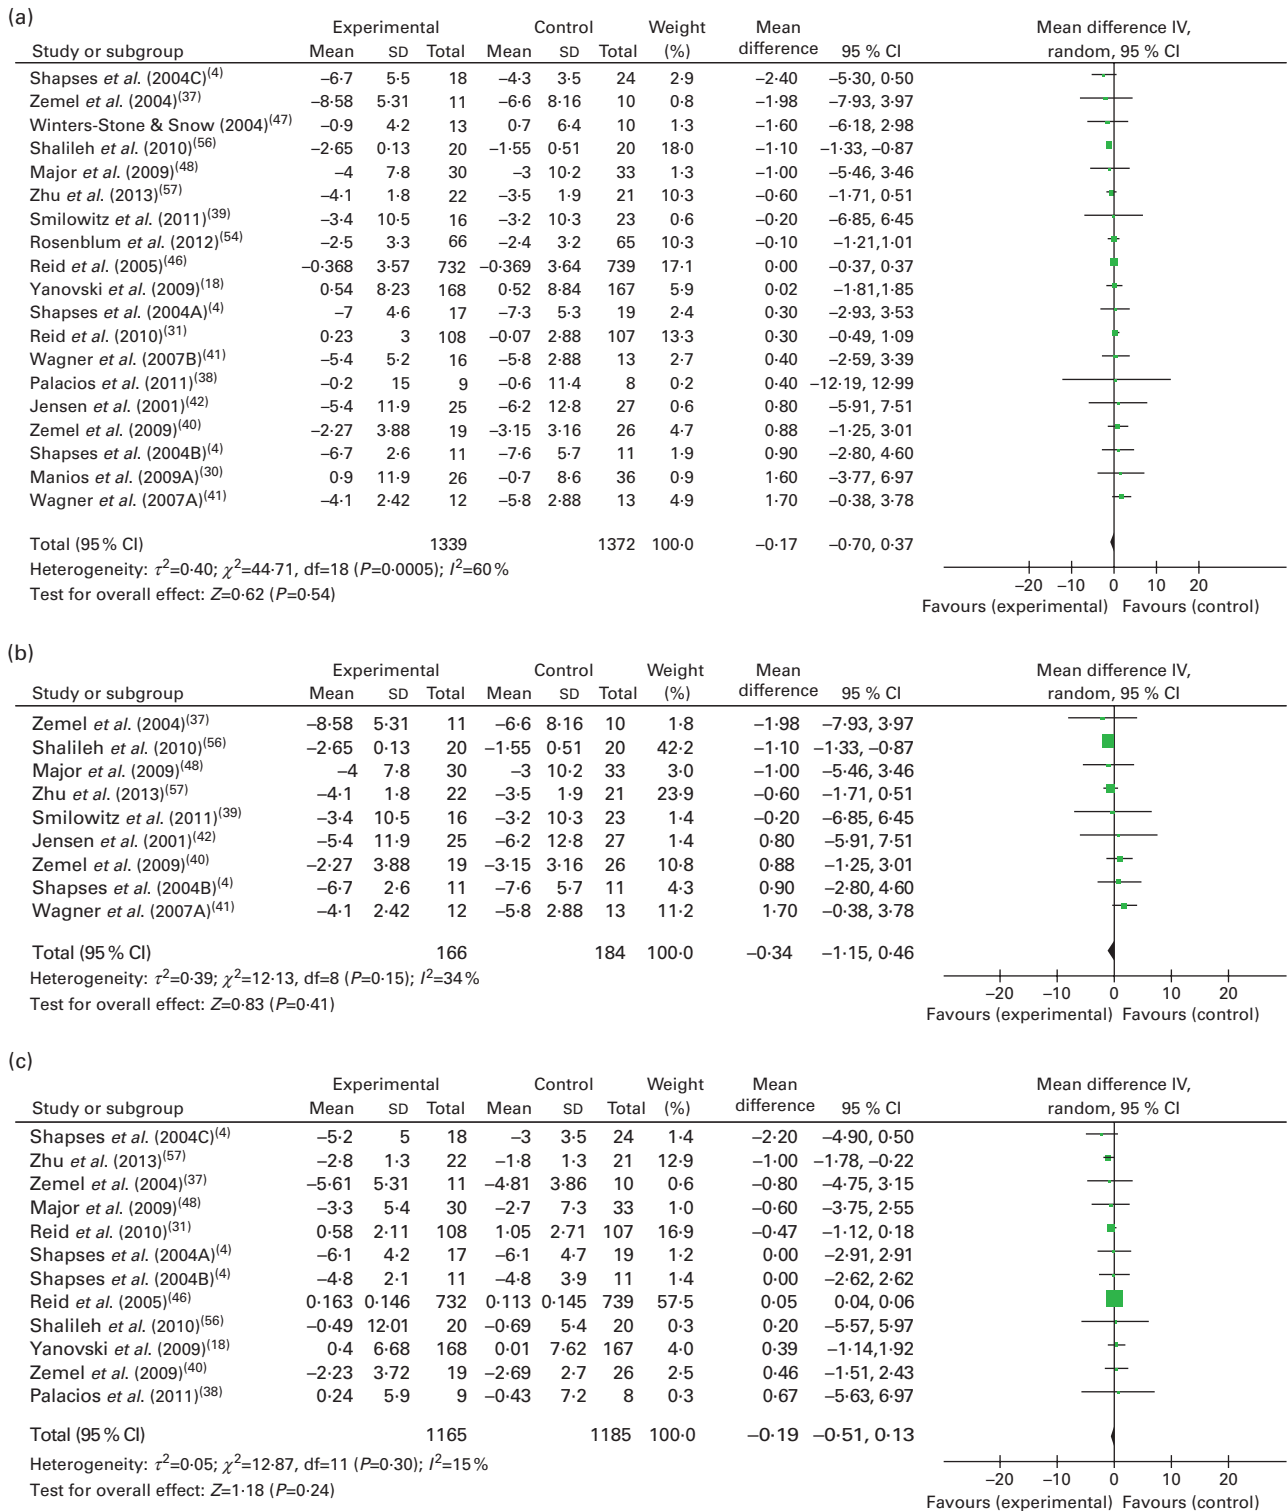 (a)
Experimental Control Weight Mean Mean difference IV,
Study or subgroup Mean SD Total Mean SD Total (%) difference 95 % CI random, 95 % CI
Shapses et al. (2004C)(4) −6·7 5·5 18 −4·3 3·5 24 2·9 −2·40 −5·30, 0·50
Zemel et al. (2004)(37) −8·58 5·31 11 −6·6 8·16 10 0·8 −1·98 −7·93, 3·97
Winters-Stone & Snow (2004)(47) −0·9 4·2 13 0·7 6·4 10 1·3 −1·60 −6·18, 2·98
Shalileh et al. (2010)(56) −2·65 0·13 20 −1·55 0·51 20 18·0 −1·10 −1·33, −0·87
Major et al. (2009)(48) −4 7·8 30 −3 10·2 33 1·3 −1·00 −5·46, 3·46
Zhu et al. (2013)(57) −4·1 1·8 22 −3·5 1·9 21 10·3 −0·60 −1·71, 0·51
Smilowitz et al. (2011)(39) −3·4 10·5 16 −3·2 10·3 23 0·6 −0·20 −6·85, 6·45
Rosenblum et al. (2012)(54) −2·5 3·3 66 −2·4 3·2 65 10·3 −0·10 −1·21,1·01
Reid et al. (2005)(46) −0·368 3·57 732 −0·369 3·64 739 17·1 0·00 −0·37, 0·37
Yanovski et al. (2009)(18) 0·54 8·23 168 0·52 8·84 167 5·9 0·02 −1·81,1·85
Shapses et al. (2004A)(4) −7 4·6 17 −7·3 5·3 19 2·4 0·30 −2·93, 3·53
Reid et al. (2010)(31) 0·23 3 108 −0·07 2·88 107 13·3 0·30 −0·49, 1·09
Wagner et al. (2007B)(41) −5·4 5·2 16 −5·8 2·88 13 2·7 0·40 −2·59, 3·39
Palacios et al. (2011)(38) −0·2 15 9 −0·6 11·4 8 0·2 0·40 −12·19, 12·99
Jensen et al. (2001)(42) −5·4 11·9 25 −6·2 12·8 27 0·6 0·80 −5·91, 7·51
Zemel et al. (2009)(40) −2·27 3·88 19 −3·15 3·16 26 4·7 0·88 −1·25, 3·01
Shapses et al. (2004B)(4) −6·7 2·6 11 −7·6 5·7 11 1·9 0·90 −2·80, 4·60
Manios et al. (2009A)(30) 0·9 11·9 26 −0·7 8·6 36 0·9 1·60 −3·77, 6·97
Wagner et al. (2007A)(41) −4·1 2·42 12 −5·8 2·88 13 4·9 1·70 −0·38, 3·78
Total (95 % CI) 1339 1372 100·0 −0·17 −0·70, 0·37
Heterogeneity: τ2=0·40; χ2=44·71, df=18 (P=0·0005); I2=60 %
Test for overall effect: Z=0·62 (P=0·54)
−20 −10 0 10 20
Favours (experimental) Favours (control)
(b)
Experimental Control Weight Mean Mean difference IV,
Study or subgroup Mean SD Total Mean SD Total (%) difference 95 % CI random, 95 % CI
Zemel et al. (2004)(37) −8·58 5·31 11 −6·6 8·16 10 1·8 −1·98 −7·93, 3·97
Shalileh et al. (2010)(56) −2·65 0·13 20 −1·55 0·51 20 42·2 −1·10 −1·33, −0·87
Major et al. (2009)(48) −4 7·8 30 −3 10·2 33 3·0 −1·00 −5·46, 3·46
Zhu et al. (2013)(57) −4·1 1·8 22 −3·5 1·9 21 23·9 −0·60 −1·71, 0·51
Smilowitz et al. (2011)(39) −3·4 10·5 16 −3·2 10·3 23 1·4 −0·20 −6·85, 6·45
Jensen et al. (2001)(42) −5·4 11·9 25 −6·2 12·8 27 1·4 0·80 −5·91, 7·51
Zemel et al. (2009)(40) −2·27 3·88 19 −3·15 3·16 26 10·8 0·88 −1·25, 3·01
Shapses et al. (2004B)(4) −6·7 2·6 11 −7·6 5·7 11 4·3 0·90 −2·80, 4·60
Wagner et al. (2007A)(41) −4·1 2·42 12 −5·8 2·88 13 11·2 1·70 −0·38, 3·78
Total (95 % CI) 166 184 100·0 −0·34 −1·15, 0·46
Heterogeneity: τ2=0·39; χ2=12·13, df=8 (P=0·15); I2=34 %
Test for overall effect: Z=0·83 (P=0·41)
−20 −10 0 10 20
Favours (experimental) Favours (control)
(c)
Experimental Control Weight Mean Mean difference IV,
Study or subgroup Mean SD Total Mean SD Total (%) difference 95 % CI random, 95 % CI
Shapses et al. (2004C)(4) −5·2 5 18 −3 3·5 24 1·4 −2·20 −4·90, 0·50
Zhu et al. (2013)(57) −2·8 1·3 22 −1·8 1·3 21 12·9 −1·00 −1·78, −0·22
Zemel et al. (2004)(37) −5·61 5·31 11 −4·81 3·86 10 0·6 −0·80 −4·75, 3·15
Major et al. (2009)(48) −3·3 5·4 30 −2·7 7·3 33 1·0 −0·60 −3·75, 2·55
Reid et al. (2010)(31) 0·58 2·11 108 1·05 2·71 107 16·9 −0·47 −1·12, 0·18
Shapses et al. (2004A)(4) −6·1 4·2 17 −6·1 4·7 19 1·2 0·00 −2·91, 2·91
Shapses et al. (2004B)(4) −4·8 2·1 11 −4·8 3·9 11 1·4 0·00 −2·62, 2·62
Reid et al. (2005)(46) 0·163 0·146 732 0·113 0·145 739 57·5 0·05 0·04, 0·06
Shalileh et al. (2010)(56) −0·49 12·01 20 −0·69 5·4 20 0·3 0·20 −5·57, 5·97
Yanovski et al. (2009)(18) 0·4 6·68 168 0·01 7·62 167 4·0 0·39 −1·14,1·92
Zemel et al. (2009)(40) −2·23 3·72 19 −2·69 2·7 26 2·5 0·46 −1·51, 2·43
Palacios et al. (2011)(38) 0·24 5·9 9 −0·43 7·2 8 0·3 0·67 −5·63, 6·97
Total (95 % CI) 1165 1185 100·0 −0·19 −0·51, 0·13
Heterogeneity: τ2=0·05; χ2=12·87, df=11 (P=0·30); I2=15 %
Test for overall effect: Z=1·18 (P=0·24)
−20 −10 0 10 20
Favours (experimental) Favours (control)